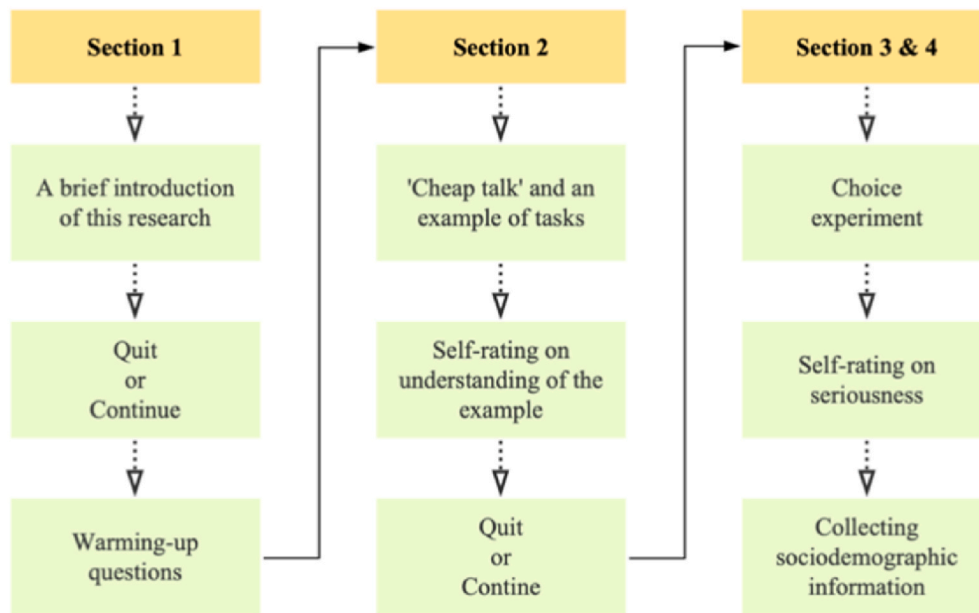 Section 1
A brief introduction
of this research
Quit
or
Continue
Warming-up
questions
Section 2
'Cheap talk' and an
example of tasks
Self-rating on
understanding of the
example
Quit
or
Contine
Section 3 & 4
Choice
experiment
Self-rating on
seriousness
Collecting
sociodemographic
information